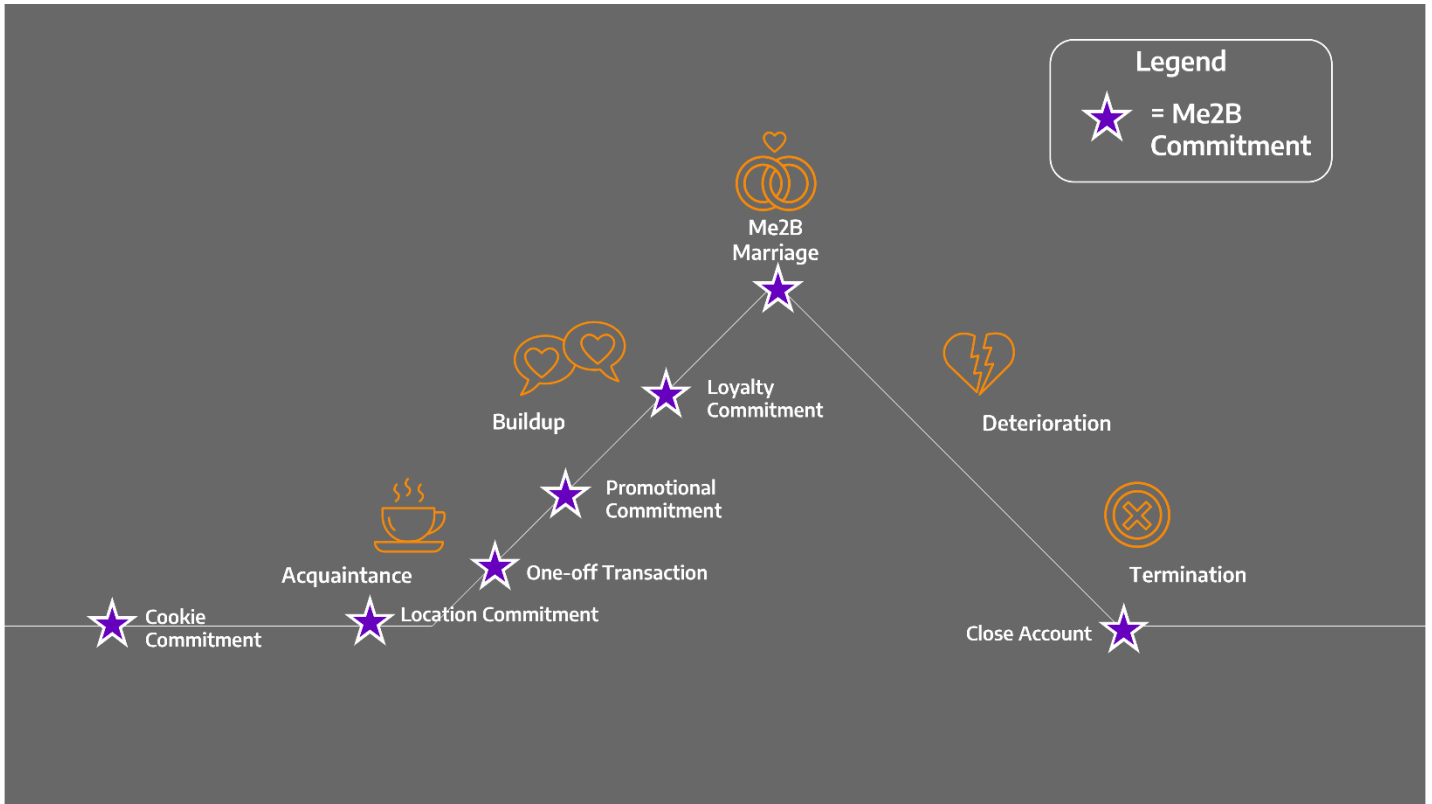 Legend
= Me2B
Commitment
Me2B
Marriage
Loyalty
Commitment
Buildup
Deterioration
Promotional
Commitment
Acquaintance
One-off Transaction
Termination
Cookie
Commitment
Location Commitment
Close Account